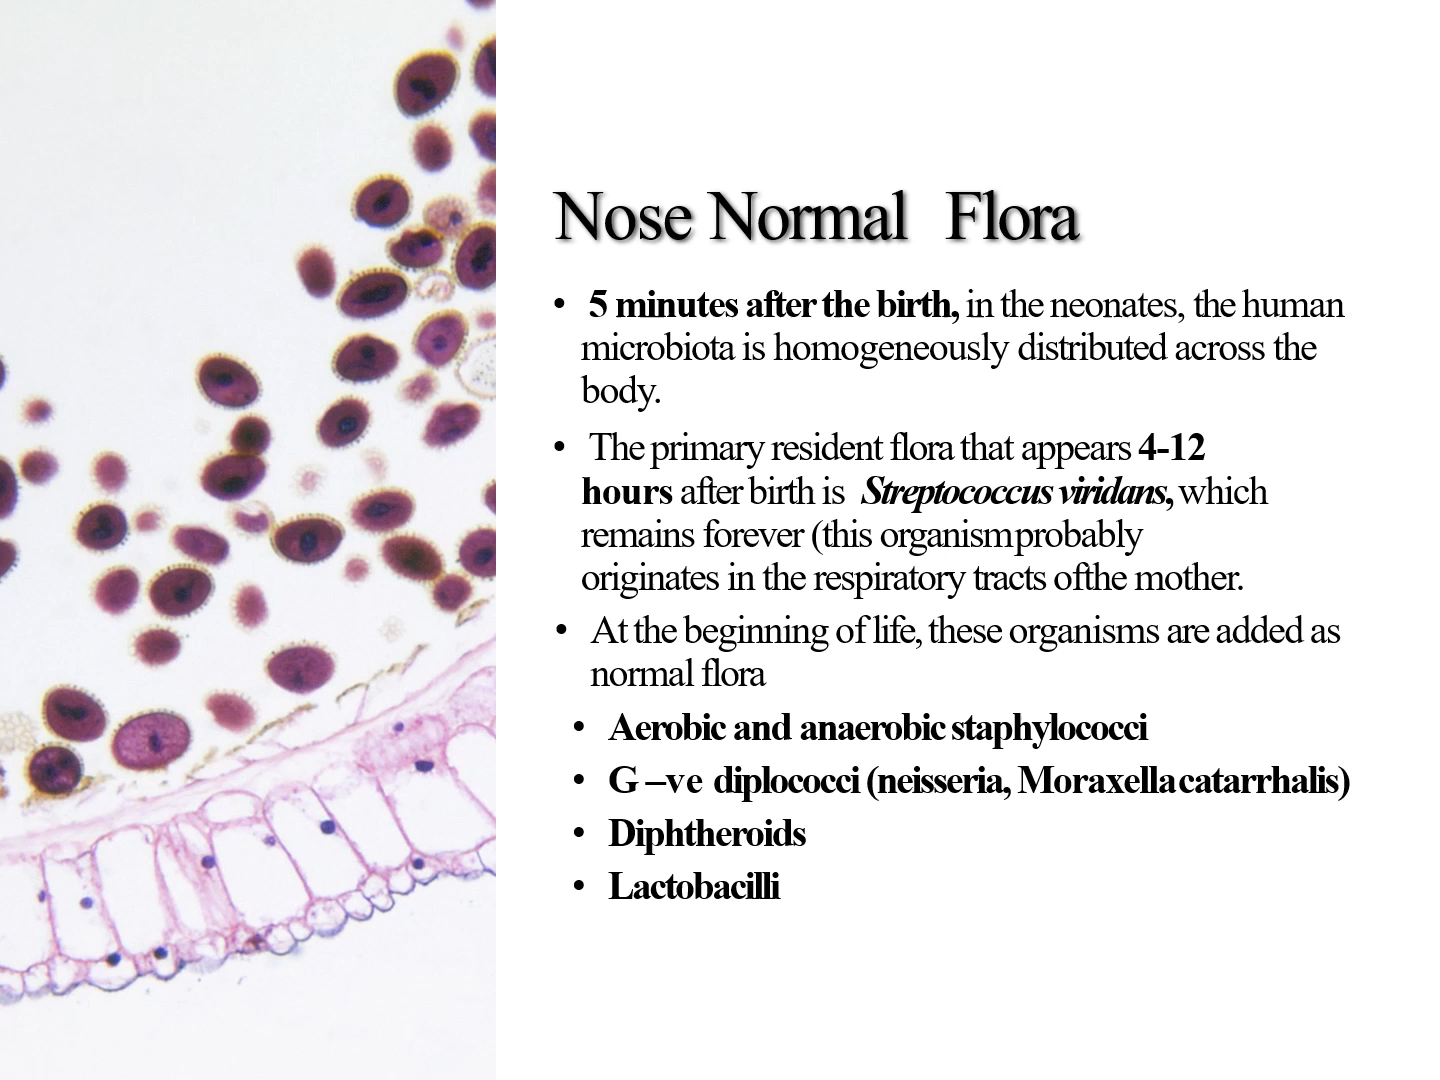 Nose Normal Flora
• 5 minutes after the birth, in the neonates, the human
microbiota is homogeneously distributed across the
body.
• The primary resident flora that appears 4-12
hours after birth is Streptococcus viridans, which
remains forever (this organism probably
originates in the respiratory tracts ofthe mother.
• At the beginning of life, these organisms are added as
normal flora
• Aerobic and anaerobic staphylococci
• G –ve diplococci (neisseria, Moraxella catarrhalis)
• Diphtheroids
• Lactobacilli